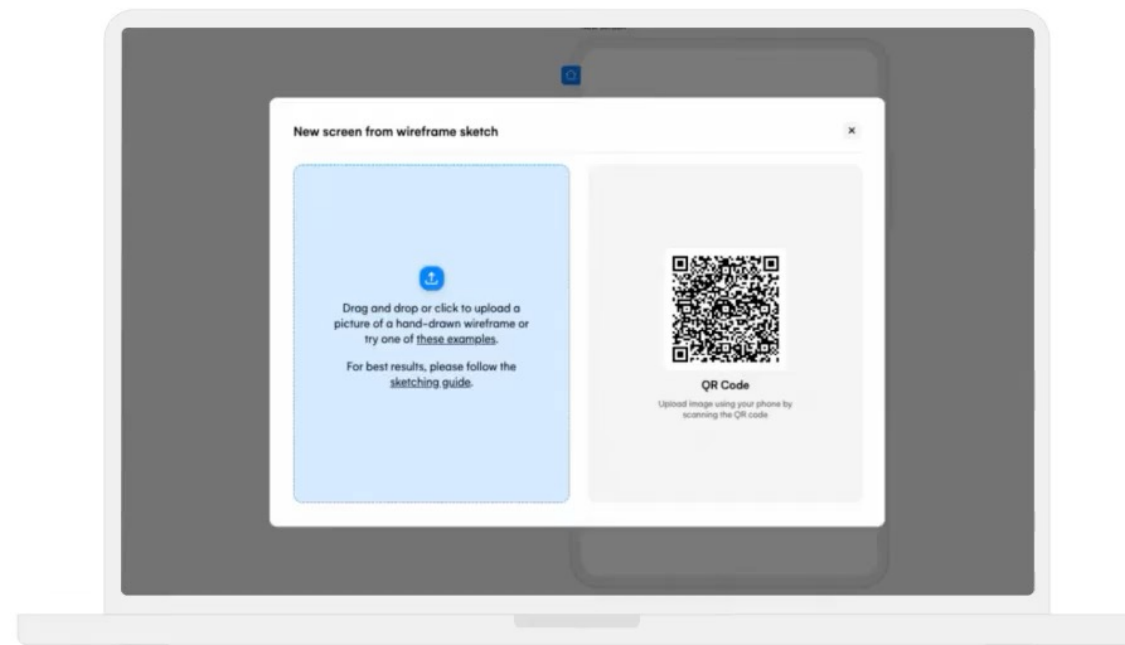 New screen from wireframe sketch
Drag and drop or click to upload a
picture of a hand-drawn wireframe or
try one of these examples.
For best results, please follow the
sketching guide.
QR Code
Upload image using your phone by
scanning the QR code